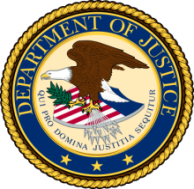 DEPARTMENT OF JUSTICE
QUI PRO DOMINA JUSTITIA SEQUITUR